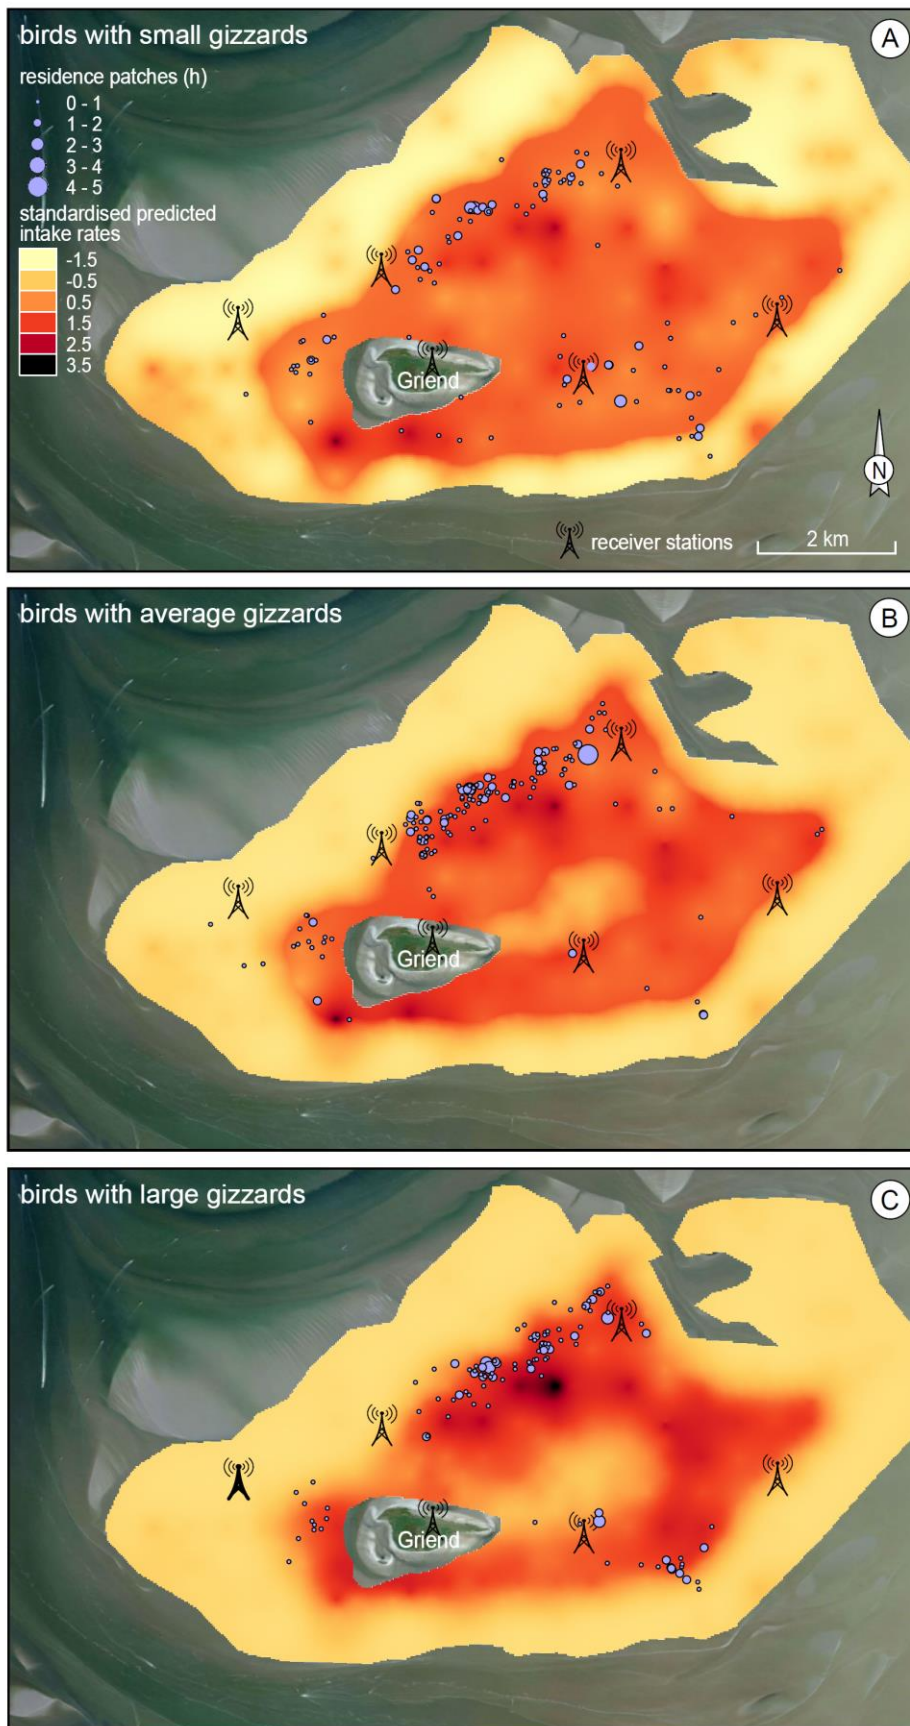 birds with small gizzards
A
residence patches (h)
0 - 1
1 - 2
2 - 3
3 - 4
4 - 5
standardised predicted
intake rates
-1.5
-0.5
0.5
1.5
2.5
3.5
Griend
N
receiver stations
2 km
birds with average gizzards
B
Griend
birds with large gizzards
C
Griend